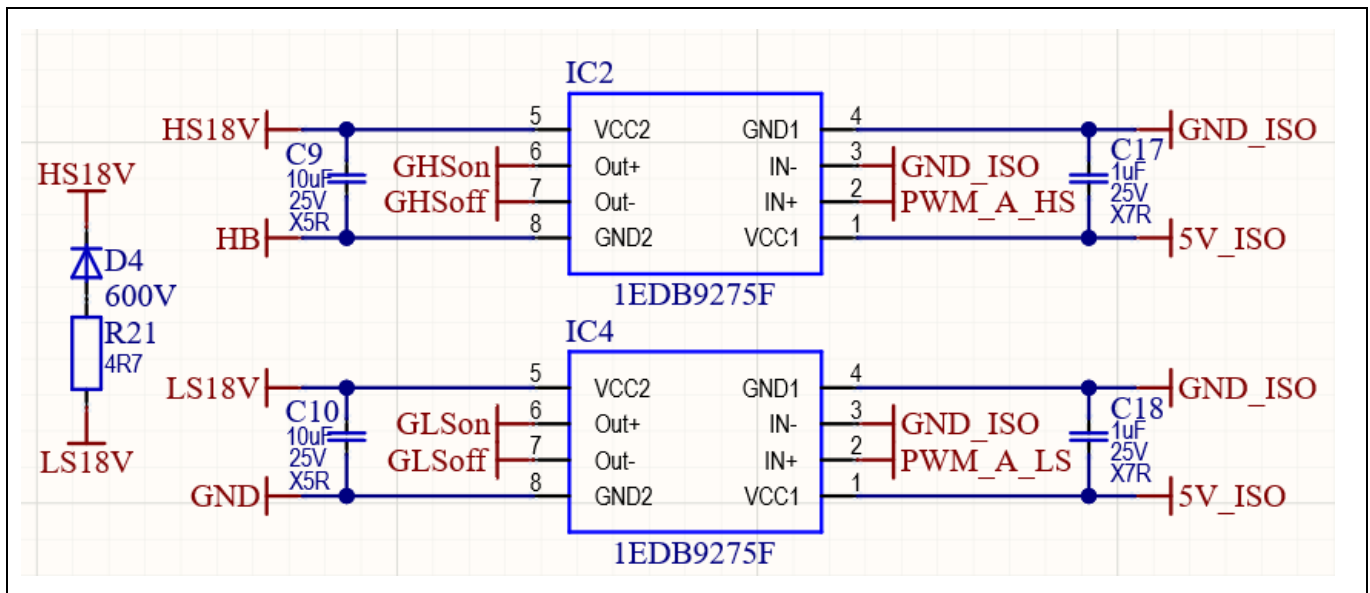 IC2
HS18V 5 VCC2 GND1 4 GND_ISO
C9 10uF 25V X5R
GHSon 6 Out+ IN- 3 GND_ISO
C17 1uF 25V X7R
GHSoff 7 Out- IN+ 2 PWM_A_HS
HB 8 GND2 VCC1 1 5V_ISO
1EDB9275F
HS18V
D4
600V
R21
4R7
LS18V
IC4
LS18V 5 VCC2 GND1 4 GND_ISO
C10 10uF 25V X5R
GLSon 6 Out+ IN- 3 GND_ISO
C18 1uF 25V X7R
GLSoff 7 Out- IN+ 2 PWM_A_LS
GND 8 GND2 VCC1 1 5V_ISO
1EDB9275F